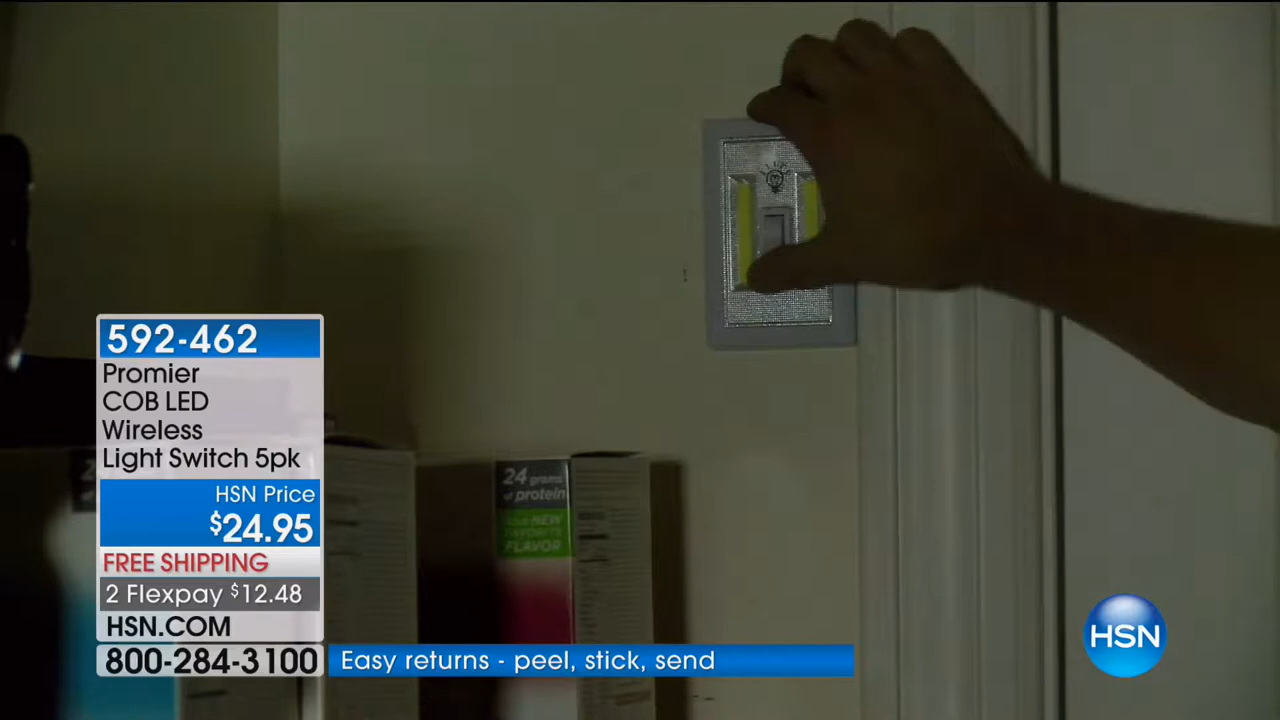 592-462
Promier
COB LED
Wireless
Light Switch 5pk
HSN Price
$24.95
FREE SHIPPING
2 Flexpay $12.48
HSN.COM
800-284-3100
Easy returns - peel, stick, send
HSN
24 grams
of protein
NEW
FLAVOR